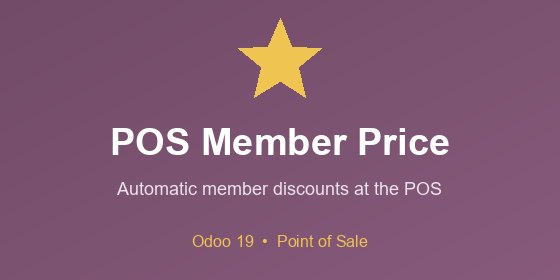 POS Member Price
Automatic member discounts at the POS
Odoo 19 • Point of Sale